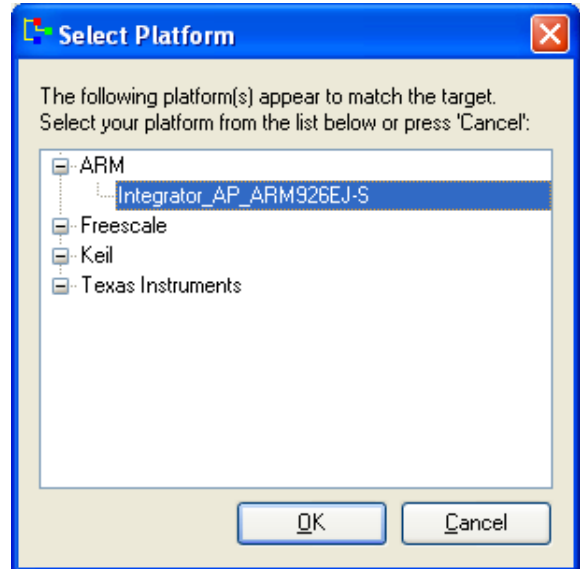 Select Platform
The following platform(s) appear to match the target.
Select your platform from the list below or press 'Cancel':
ARM
Integrator_AP_ARM926EJ-S
Freescale
Keil
Texas Instruments
OK Cancel